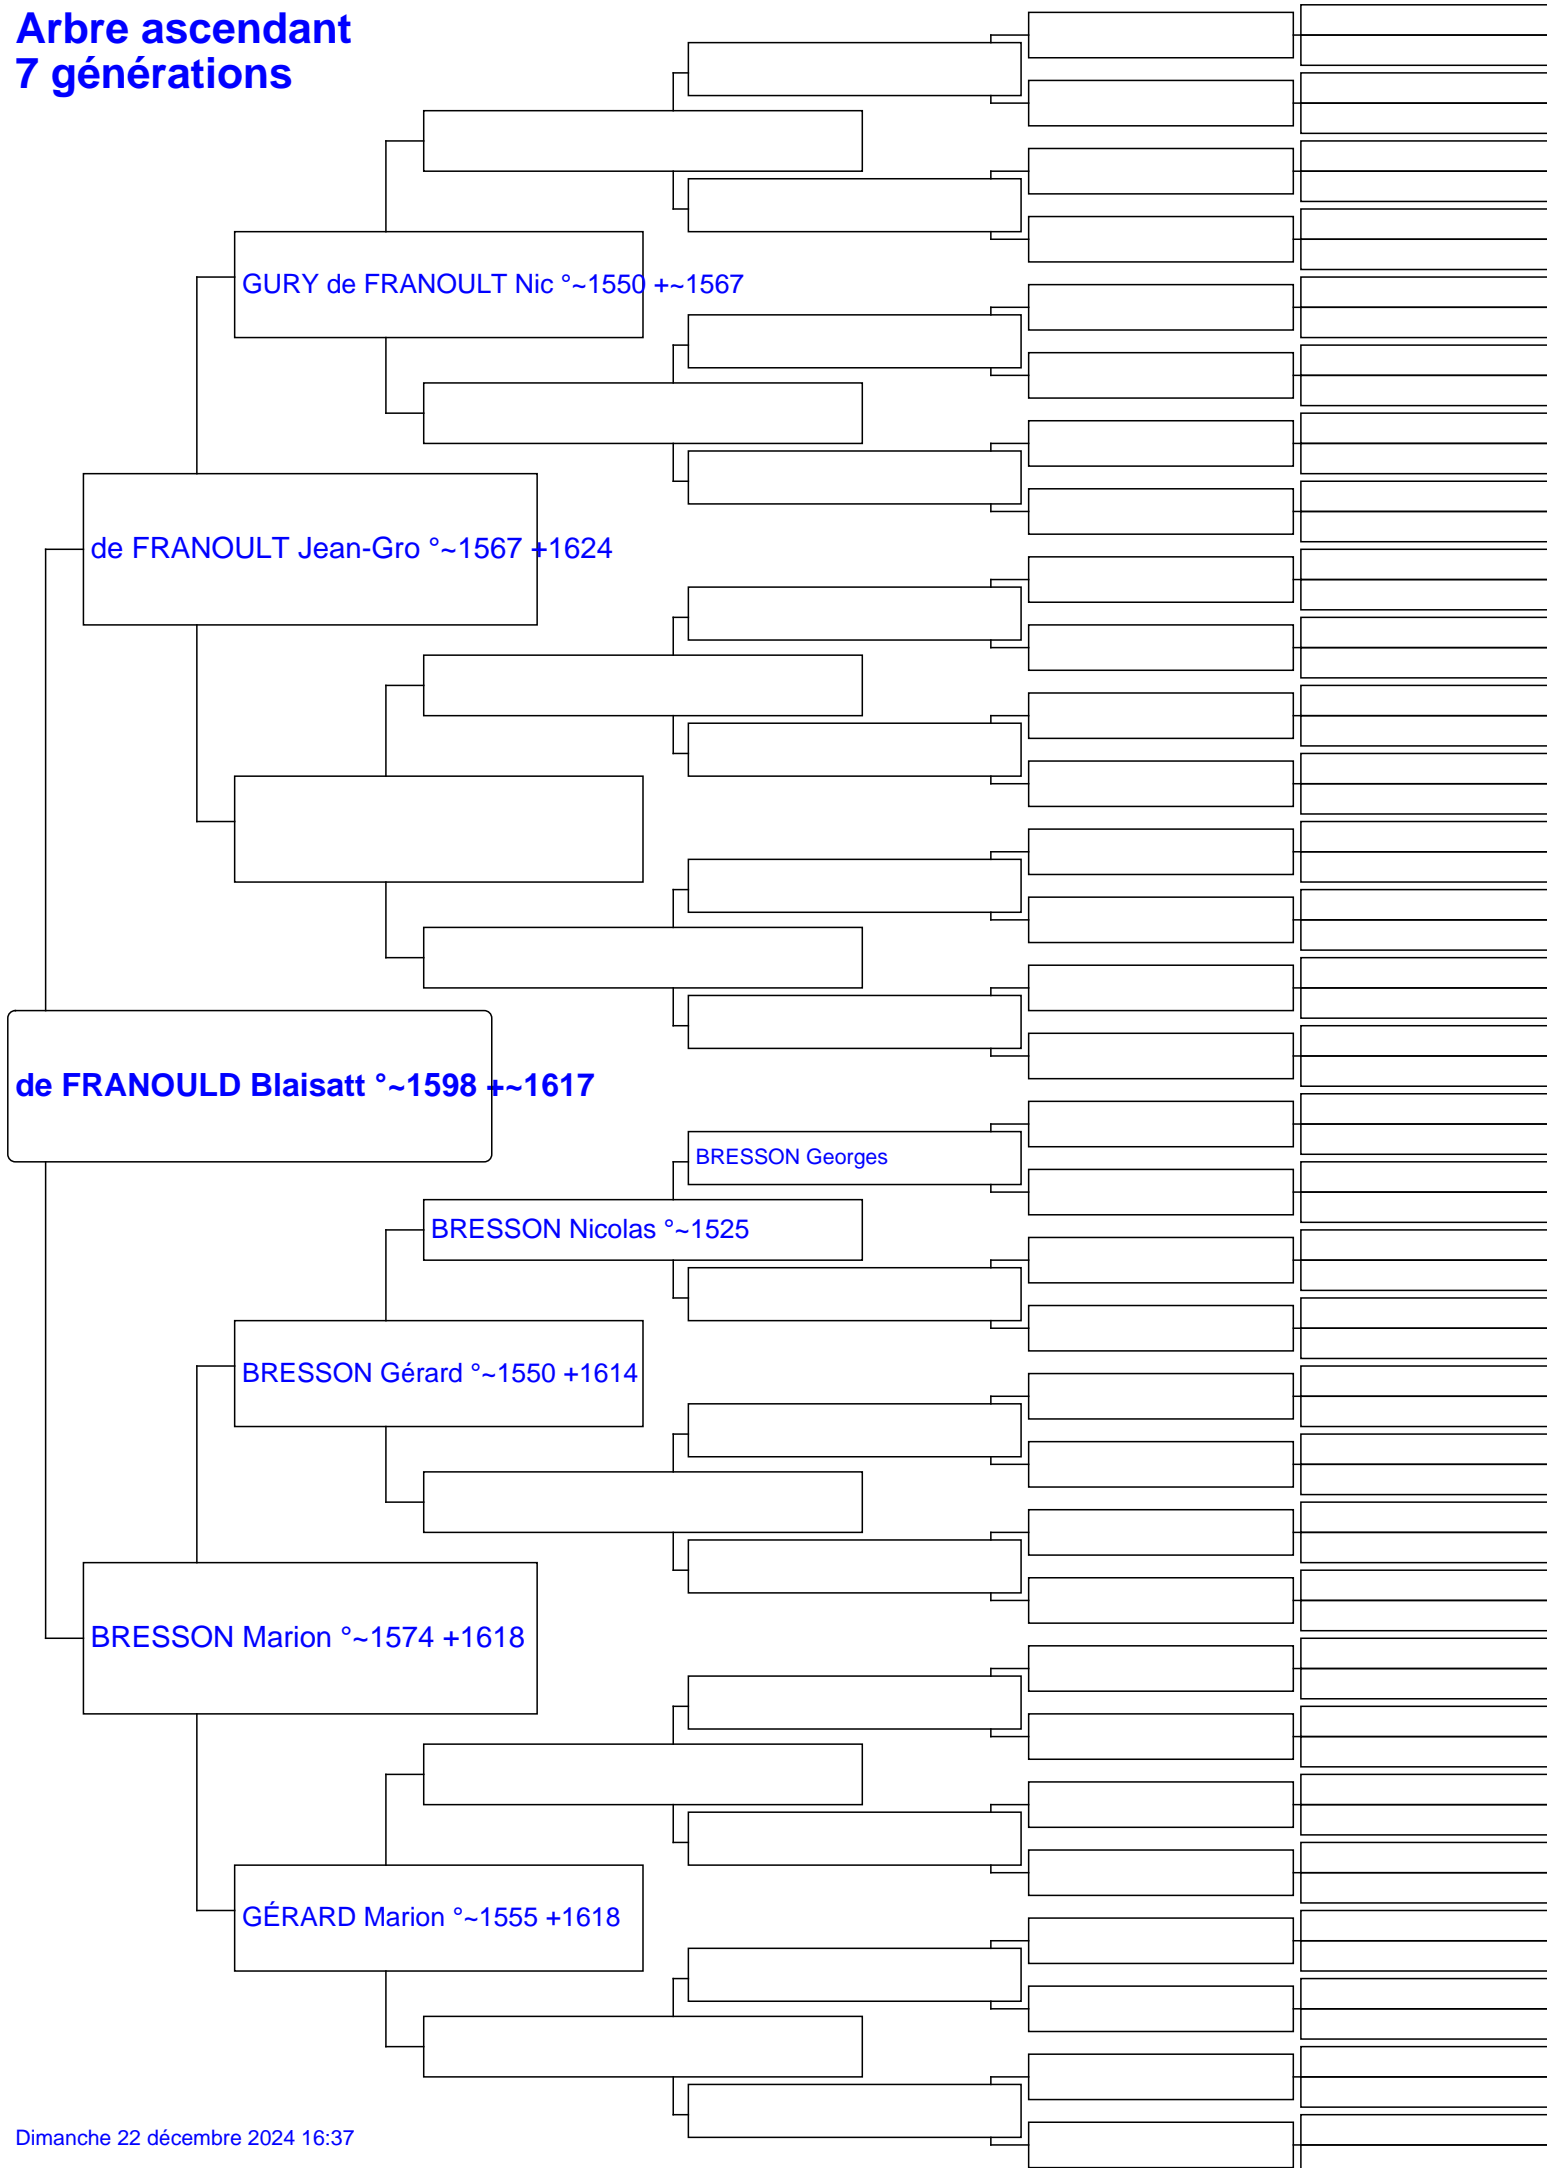 Arbre ascendant
7 générations
GURY de FRANOULT Nic °~1550 +~1567
de FRANOULT Jean-Gro °~1567 +1624
de FRANOULD Blaisatt °~1598 +~1617
BRESSON Georges
BRESSON Nicolas °~1525
BRESSON Gérard °~1550 +1614
BRESSON Marion °~1574 +1618
GÉRARD Marion °~1555 +1618
Dimanche 22 décembre 2024 16:37